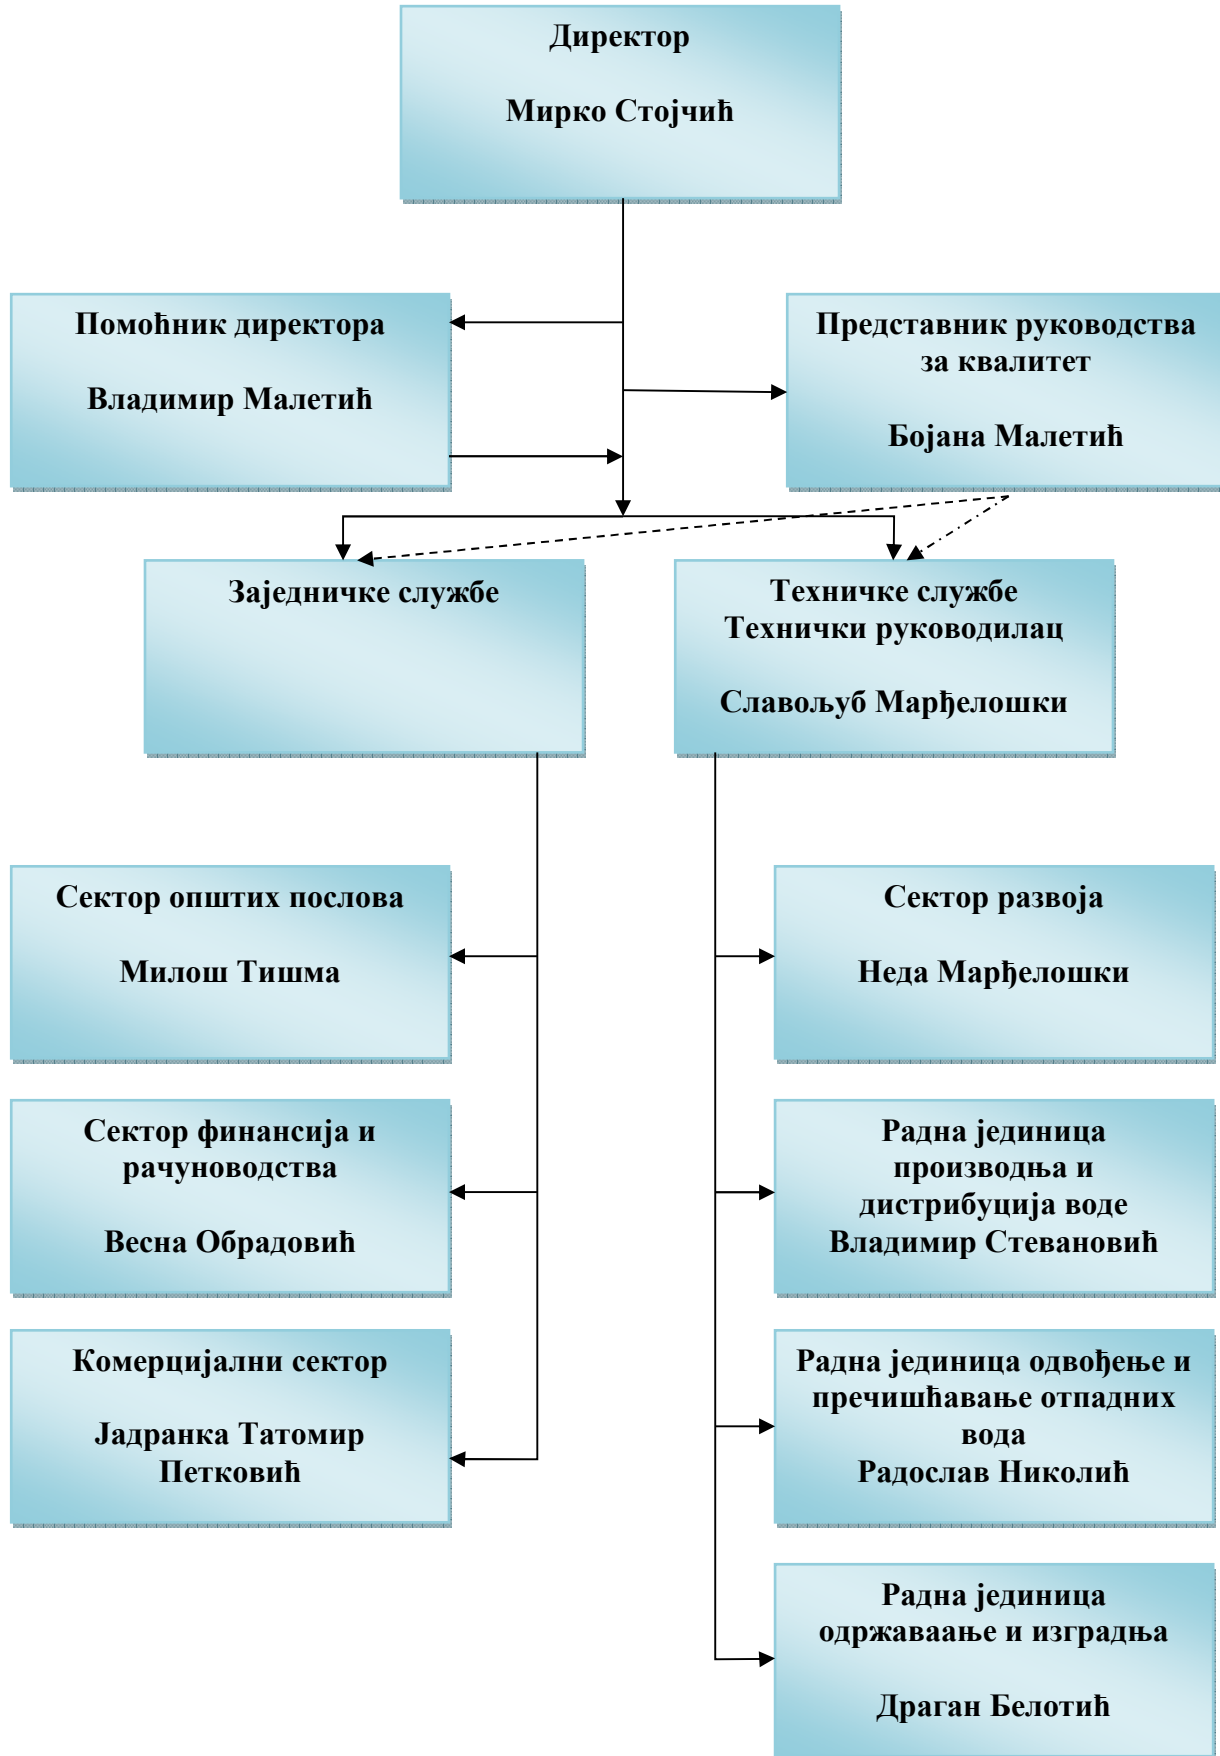 Директор
Мирко Стојчић
Помоћник директора
Владимир Малетић
Представник руководства
за квалитет
Бојана Малетић
Заједничке службе
Техничке службе
Технички руководилац
Славољуб Марђелошки
Сектор општих послова
Милош Тишма
Сектор развоја
Неда Марђелошки
Сектор финансија и
рачуноводства
Весна Обрадовић
Радна јединица
производња и
дистрибуција воде
Владимир Стевановић
Комерцијални сектор
Јадранка Татомир
Петковић
Радна јединица одвођење и
пречишћавање отпадних
вода
Радослав Николић
Радна јединица
одржаваање и изградња
Драган Белотић